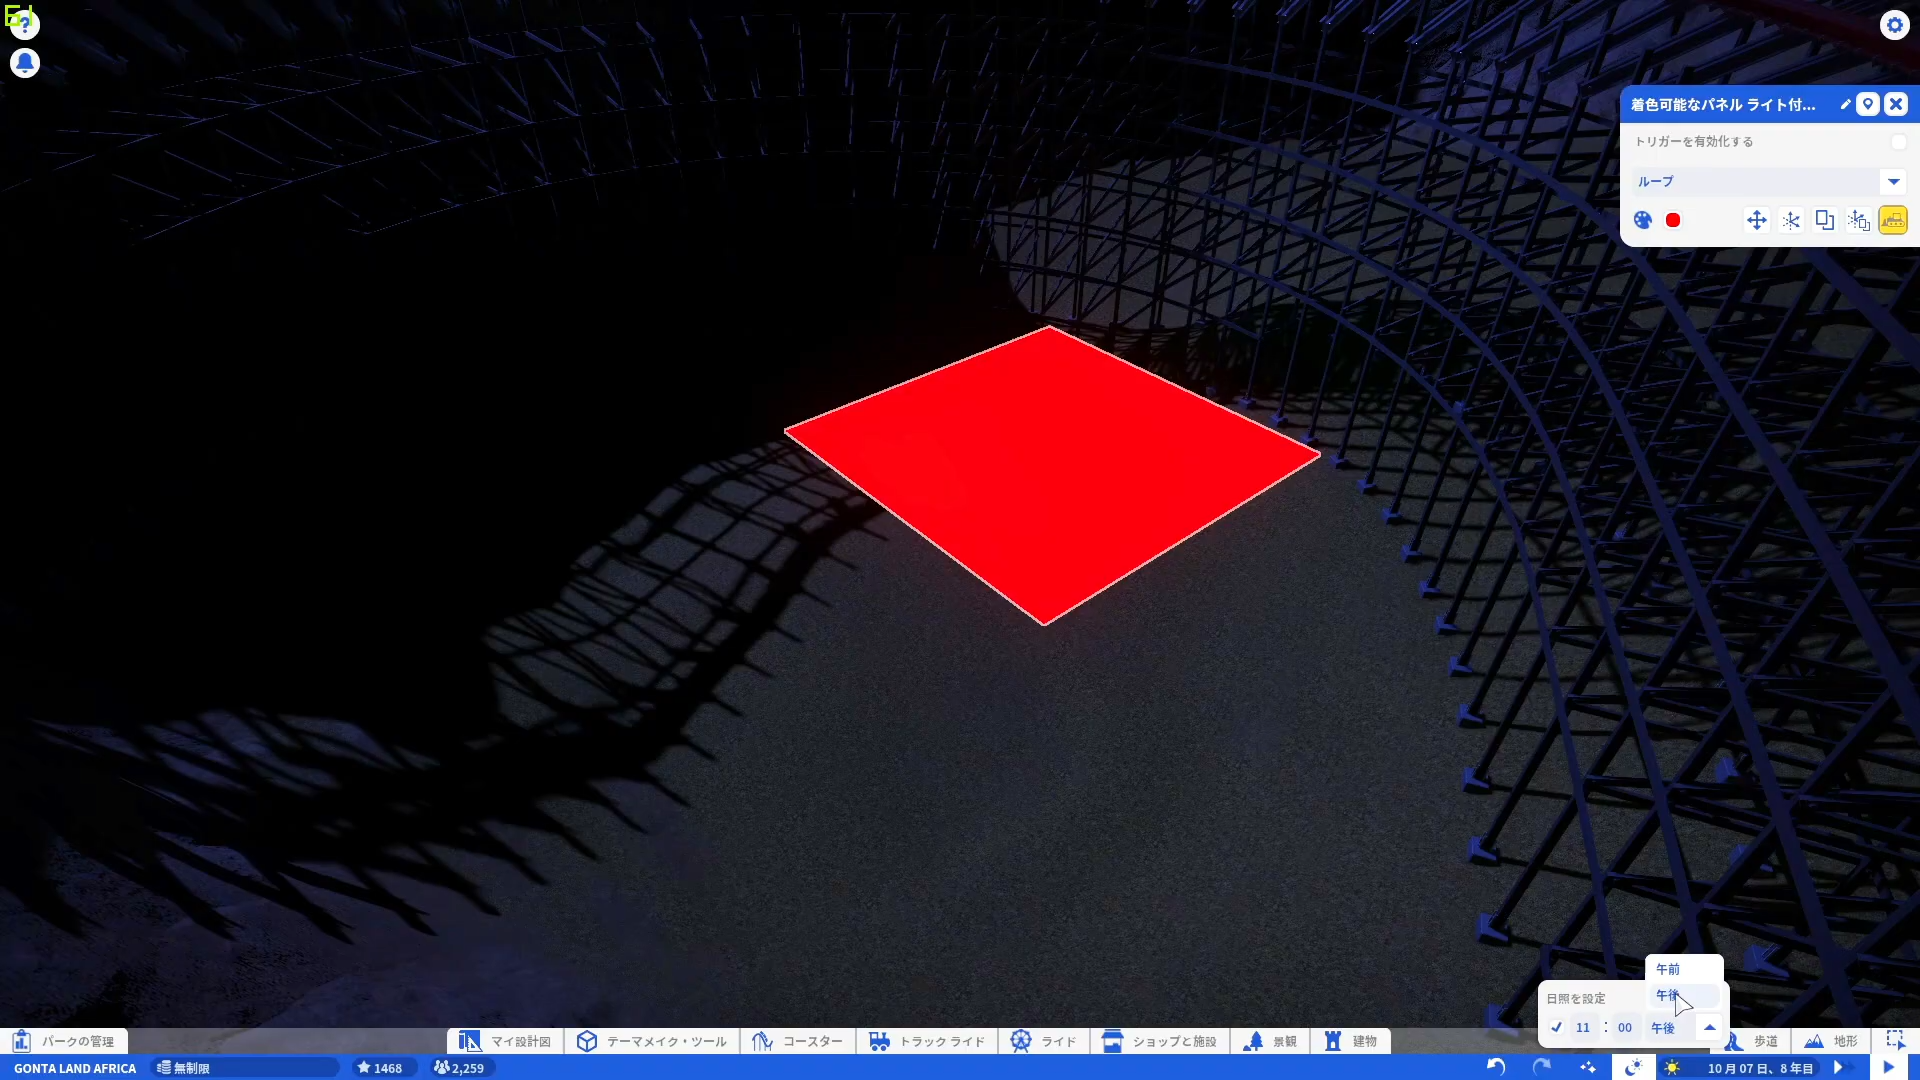 61
?
着色可能なパネル ライト付...
トリガーを有効化する
ループ
午前
午後
日照を設定
11 : 00 午後
パークの管理
マイ設計図
テーマメイク・ツール
コースター
トラック ライド
ライド
ショップと施設
景観
建物
歩道
地形
GONTA LAND AFRICA
無制限
1468
2,259
10 月 07 日、8 年目